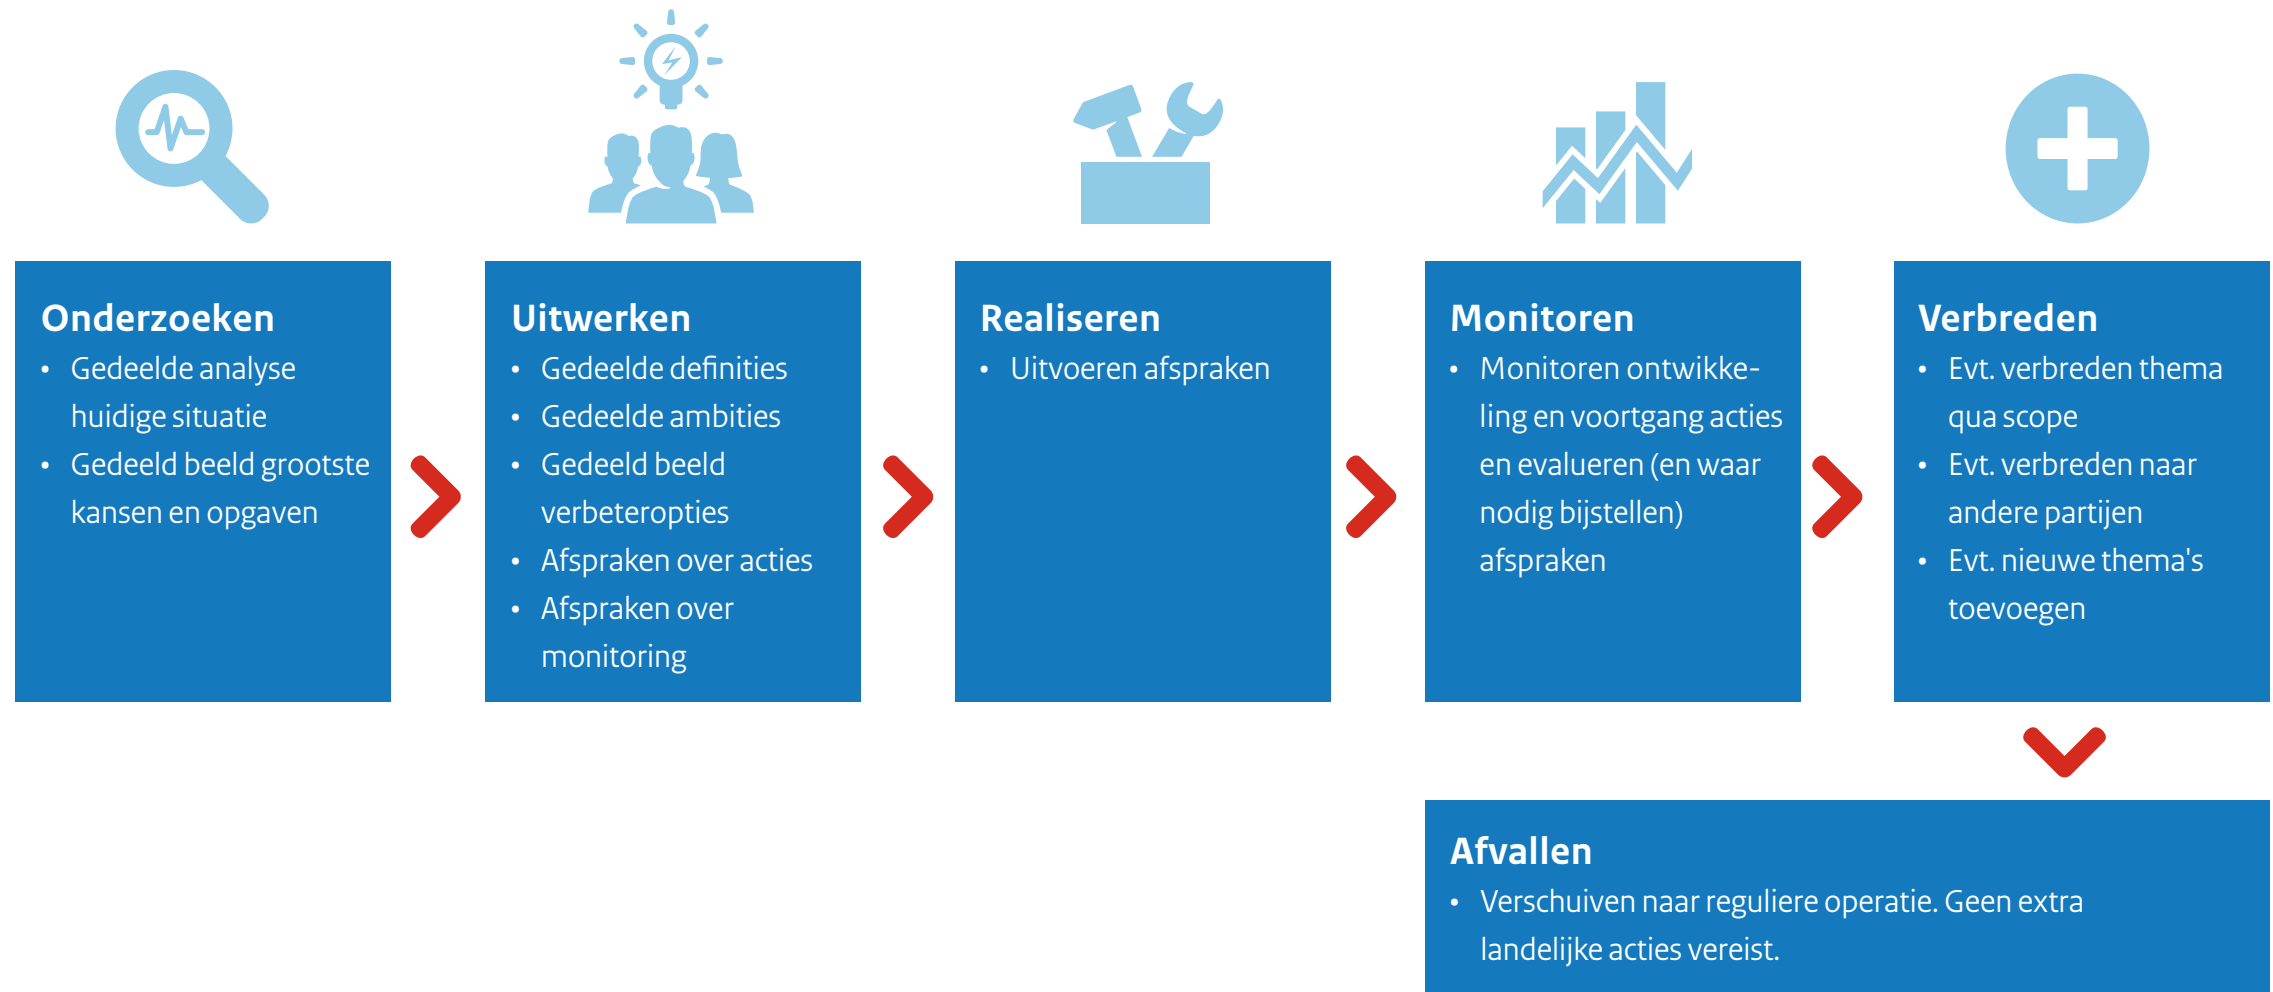 Onderzoeken
• Gedeelde analyse
huidige situatie
• Gedeeld beeld grootste
kansen en opgaven
Uitwerken
• Gedeelde definities
• Gedeelde ambities
• Gedeeld beeld
verbeteropties
• Afspraken over acties
• Afspraken over
monitoring
Realiseren
• Uitvoeren afspraken
Monitoren
• Monitoren ontwikke-
ling en voortgang acties
en evalueren (en waar
nodig bijstellen)
afspraken
Verbreden
• Evt. verbreden thema
qua scope
• Evt. verbreden naar
andere partijen
• Evt. nieuwe thema's
toevoegen
Afvallen
• Verschuiven naar reguliere operatie. Geen extra
landelijke acties vereist.